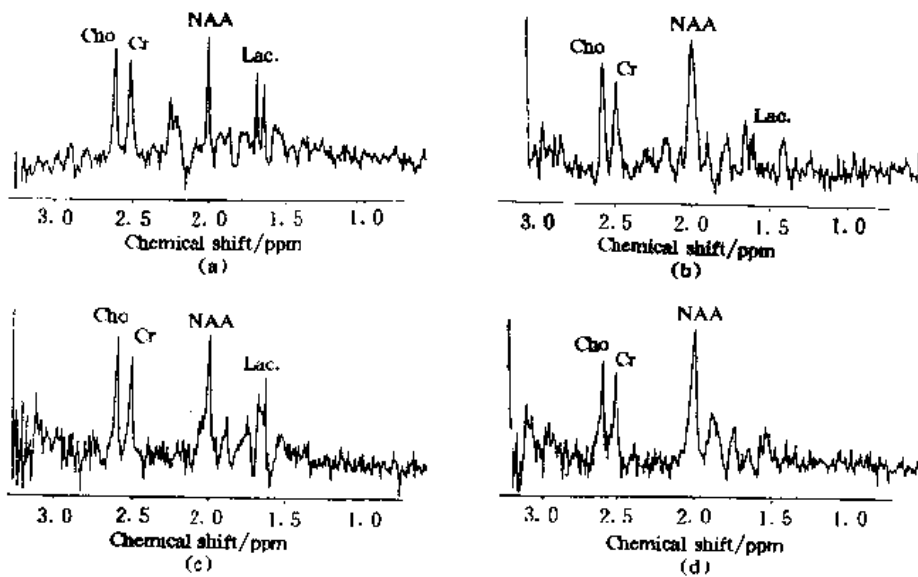 NAA
Cho
Cr
Lac.
3.0 2.5 2.0 1.5 1.0
Chemical shift/ppm
(a)
NAA
Cho
Cr
Lac.
3.0 2.5 2.0 1.5 1.0
Chemical shift/ppm
(b)
Cho
NAA
Cr
Lac.
3.0 2.5 2.0 1.5 1.0
Chemical shift/ppm
(c)
NAA
Cho
Cr
3.0 2.5 2.0 1.5 1.0
Chemical shift/ppm
(d)